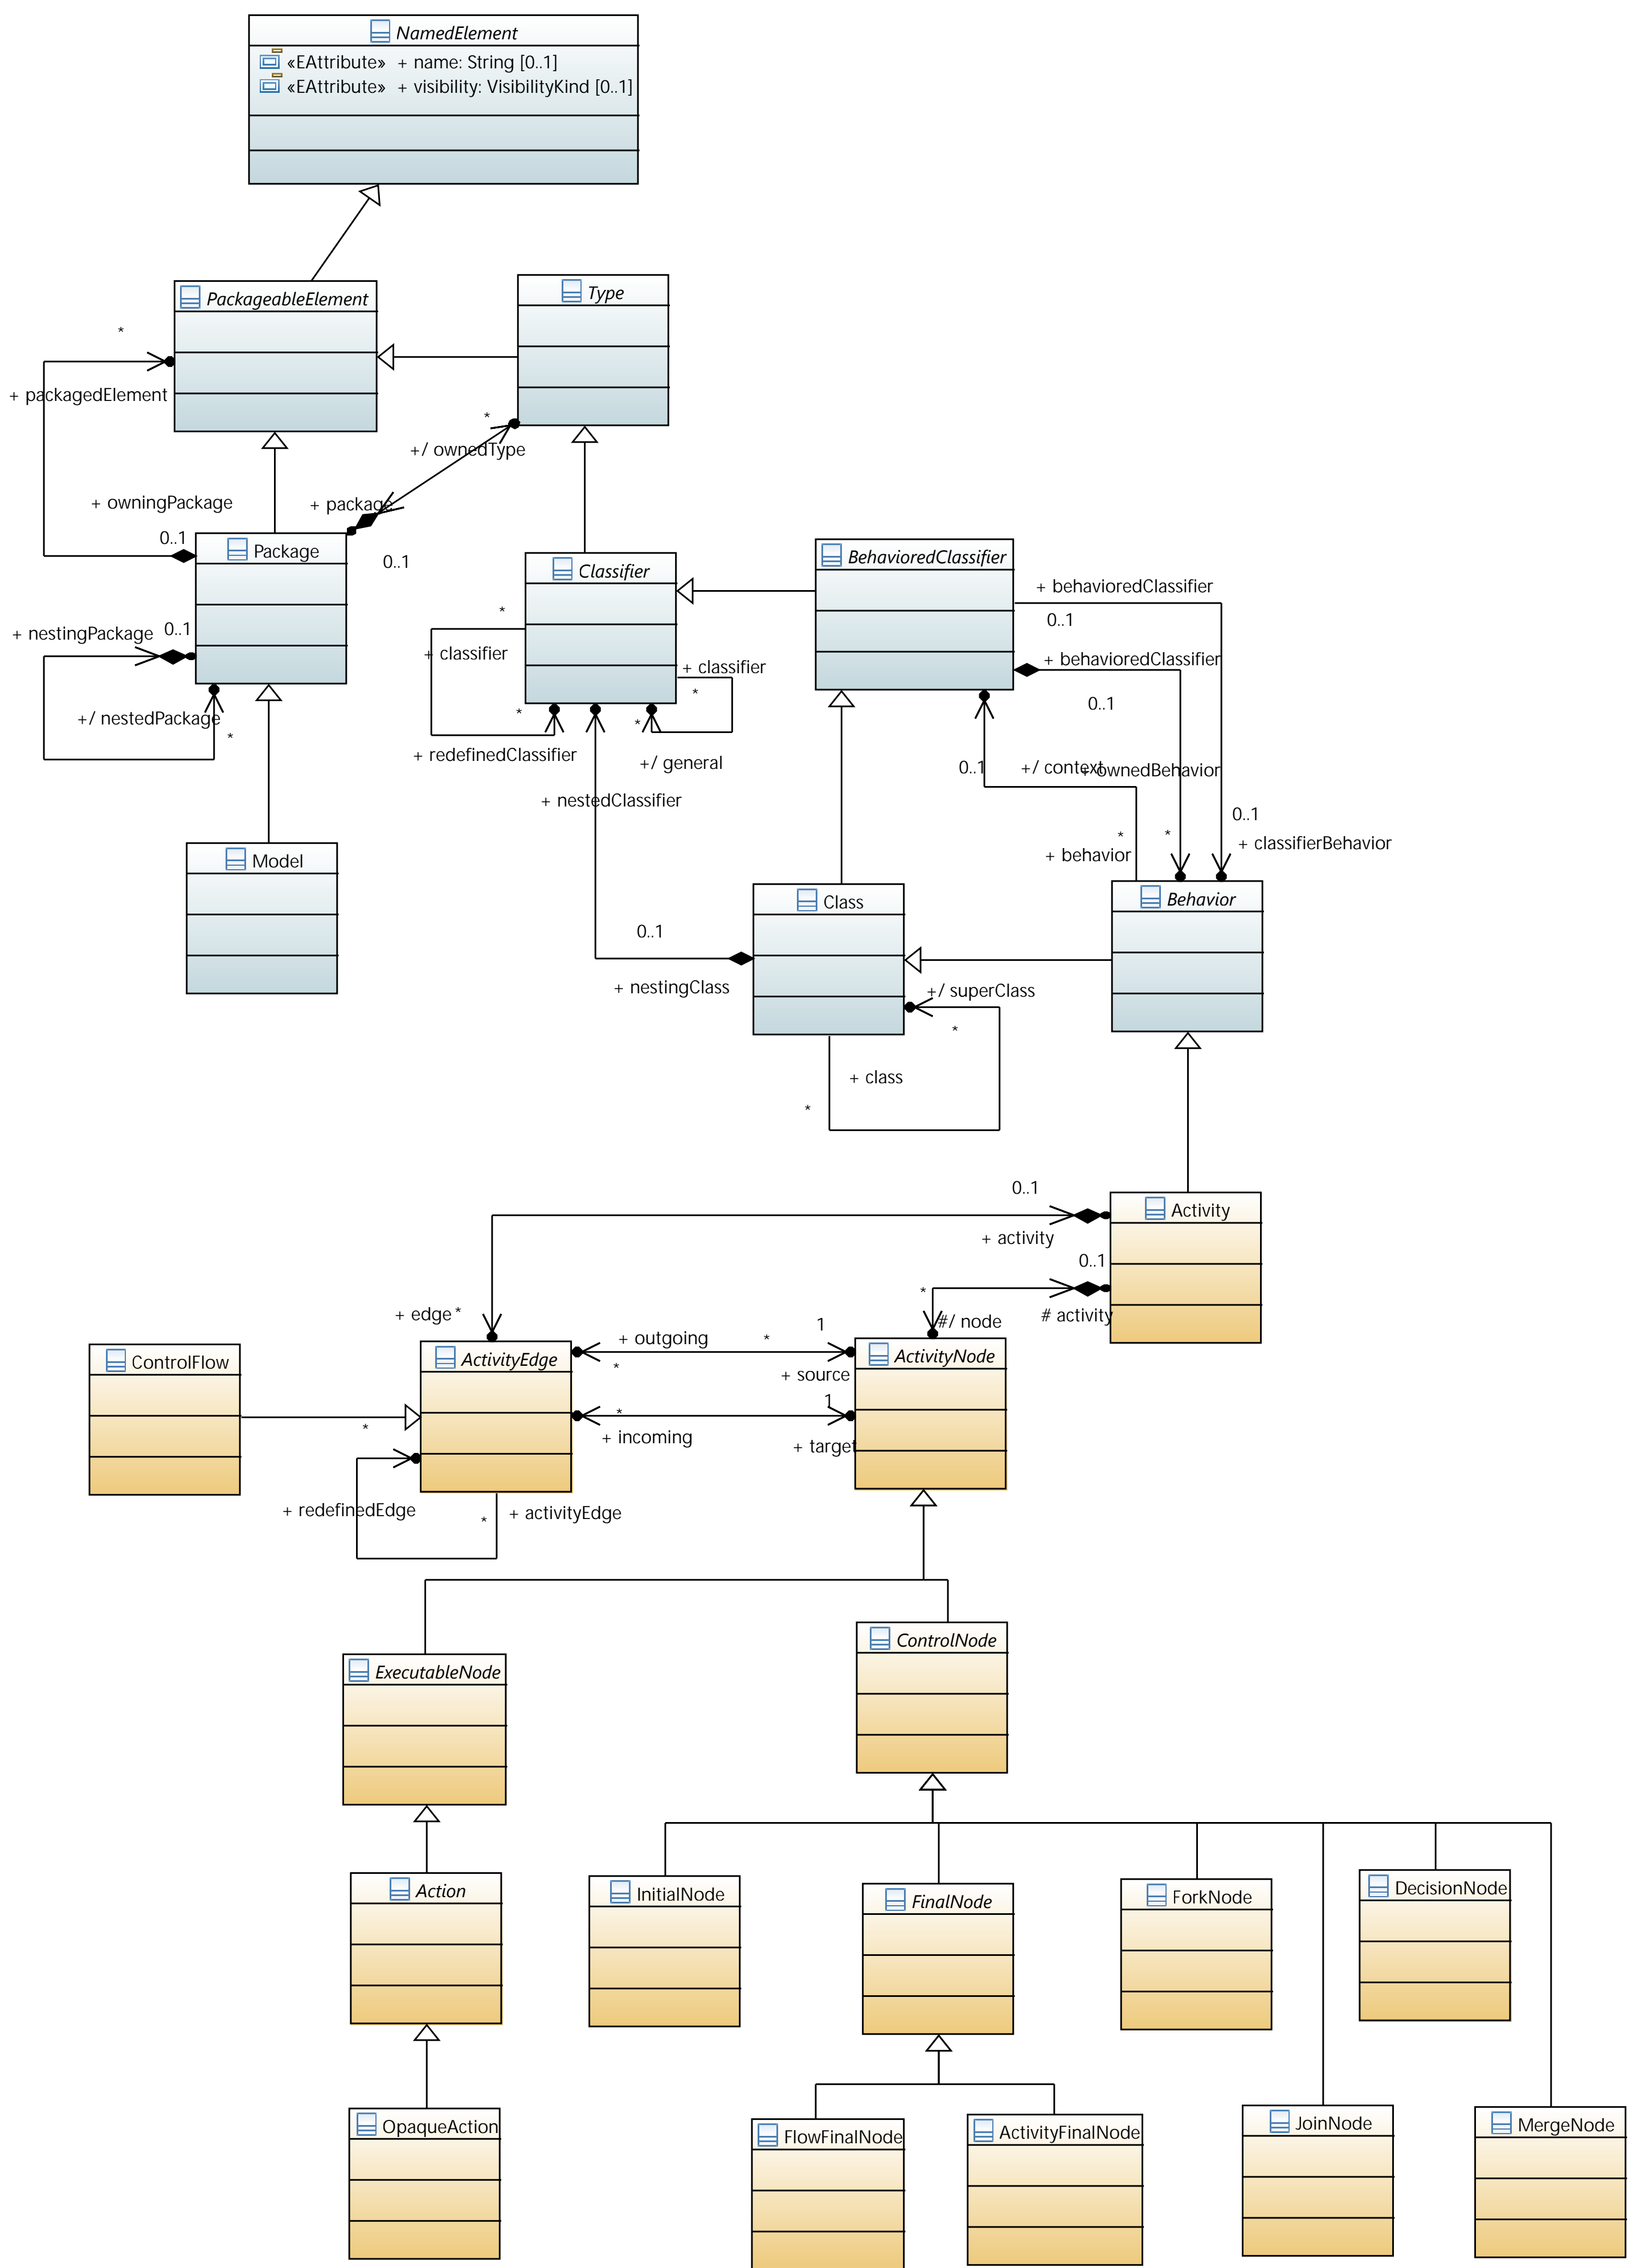 NamedElement
«EAttribute» + name: String [0..1]
«EAttribute» + visibility: VisibilityKind [0..1]
PackageableElement
Type
*
+ packagedElement
*
+/ ownedType
+ owningPackage
+ package
0..1
0..1
Package
Classifier
BehavioredClassifier
+ behavioredClassifier
0..1
+ nestingPackage
0..1
*
+ classifier
+ classifier
*
+ behavioredClassifier
0..1
+/ nestedPackage
*
*
*
+ redefinedClassifier
+/ general
0..1
+/ context
+ ownedBehavior
+ nestedClassifier
0..1
*
*
+ classifierBehavior
+ behavior
Model
Class
Behavior
0..1
+ nestingClass
+/ superClass
*
+ class
*
0..1
Activity
+ activity
0..1
*
+ edge
*
#/ node
# activity
ControlFlow
ActivityEdge
+ outgoing
*
*
1
+ source
ActivityNode
1
*
*
+ incoming
+ target
+ redefinedEdge
*
+ activityEdge
ControlNode
ExecutableNode
Action
InitialNode
FinalNode
ForkNode
DecisionNode
OpaqueAction
FlowFinalNode
ActivityFinalNode
JoinNode
MergeNode